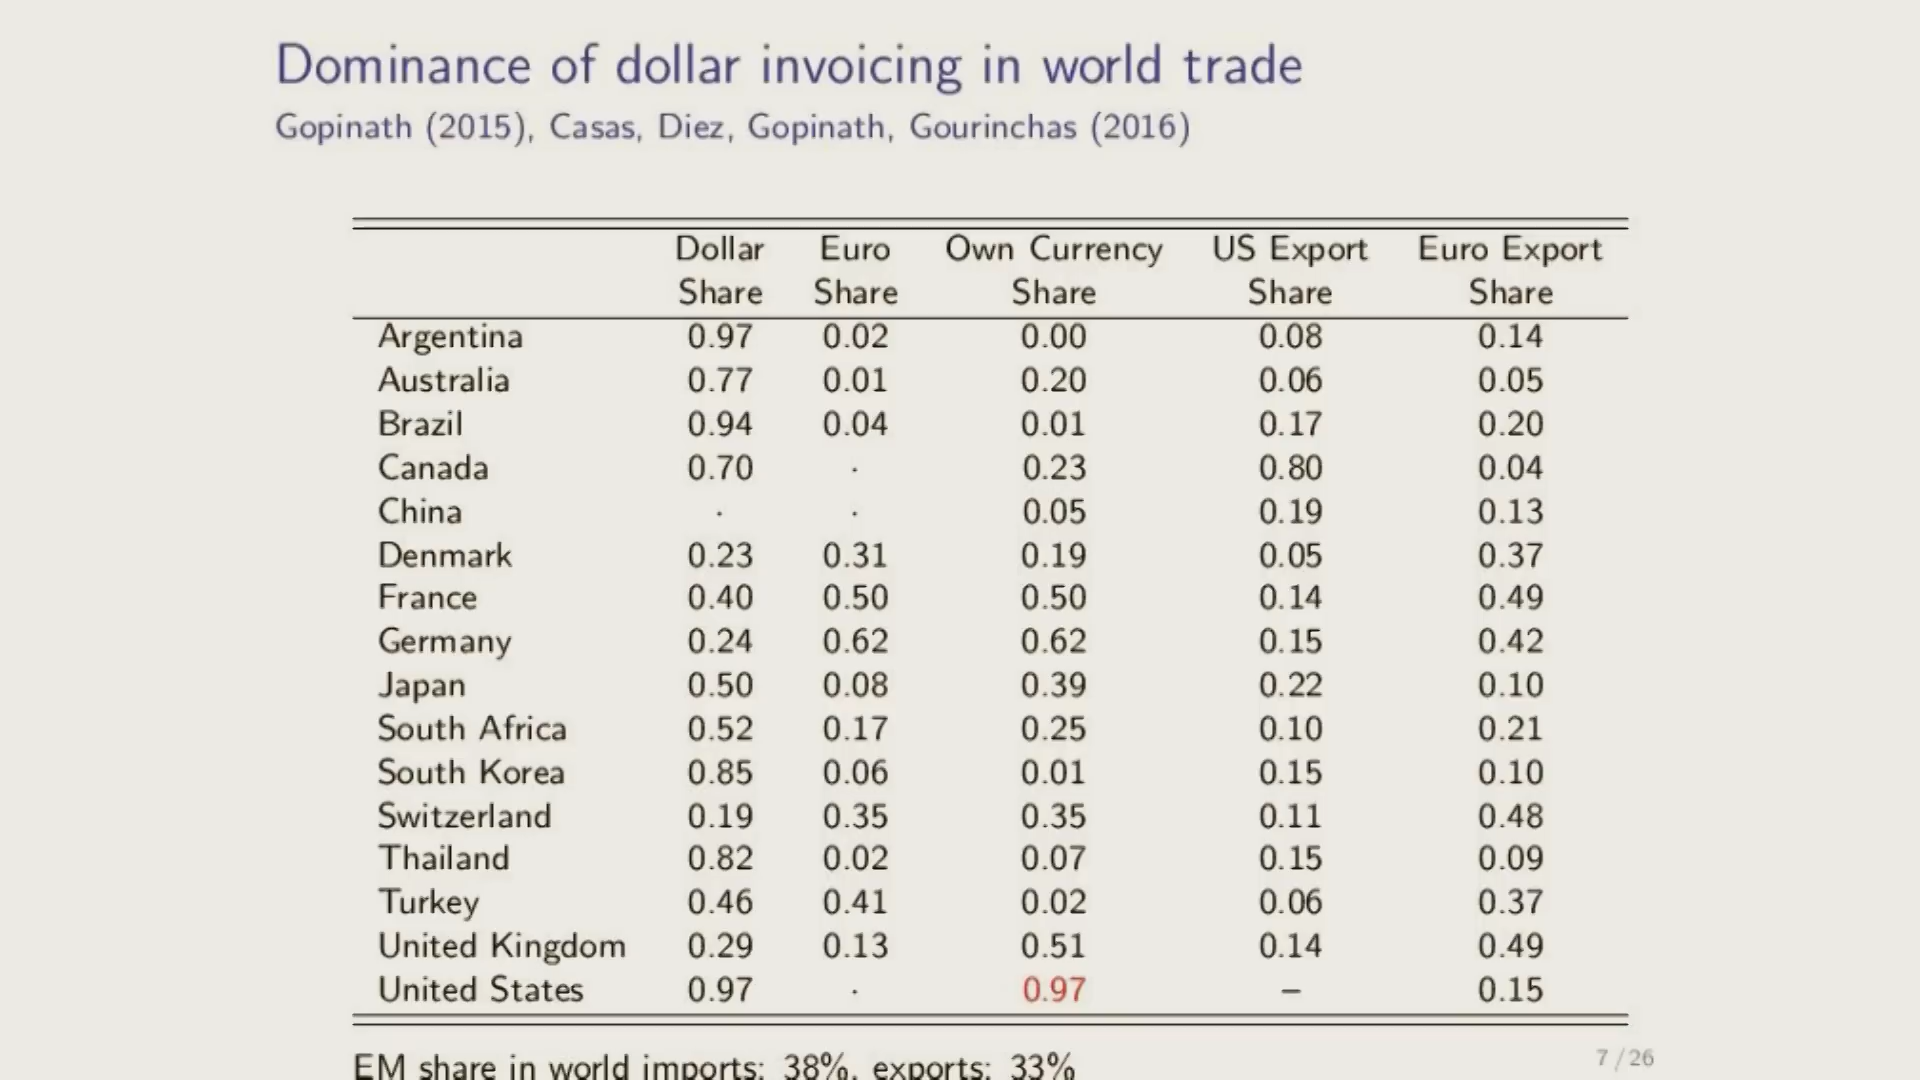 Dominance of dollar invoicing in world trade
Gopinath (2015), Casas, Diez, Gopinath, Gourinchas (2016)
Dollar Euro Own Currency US Export Euro Export
Share Share Share Share Share
Argentina 0.97 0.02 0.00 0.08 0.14
Australia 0.77 0.01 0.20 0.06 0.05
Brazil 0.94 0.04 0.01 0.17 0.20
Canada 0.70 · 0.23 0.80 0.04
China · · 0.05 0.19 0.13
Denmark 0.23 0.31 0.19 0.05 0.37
France 0.40 0.50 0.50 0.14 0.49
Germany 0.24 0.62 0.62 0.15 0.42
Japan 0.50 0.08 0.39 0.22 0.10
South Africa 0.52 0.17 0.25 0.10 0.21
South Korea 0.85 0.06 0.01 0.15 0.10
Switzerland 0.19 0.35 0.35 0.11 0.48
Thailand 0.82 0.02 0.07 0.15 0.09
Turkey 0.46 0.41 0.02 0.06 0.37
United Kingdom 0.29 0.13 0.51 0.14 0.49
United States 0.97 · 0.97 – 0.15
EM share in world imports: 38%, exports: 33%
7 / 26